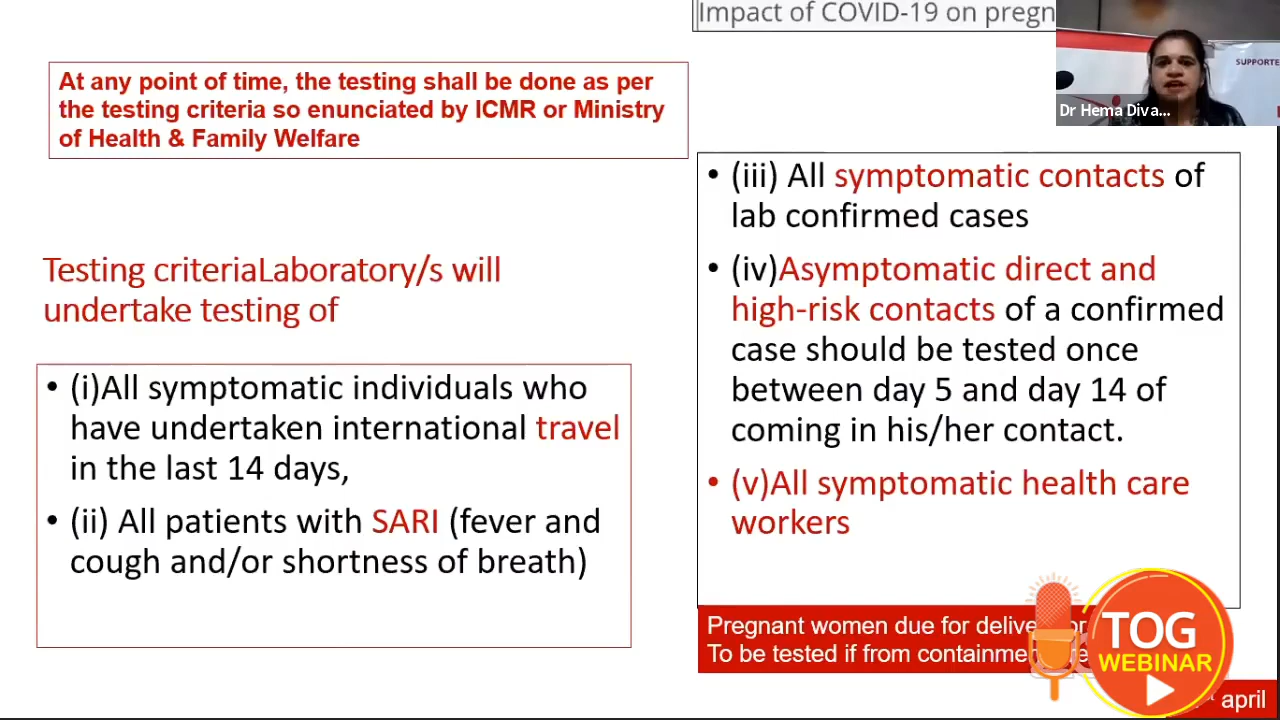 Impact of COVID-19 on pregn
SUPPORTE
Dr Hema Diva...
At any point of time, the testing shall be done as per
the testing criteria so enunciated by ICMR or Ministry
of Health & Family Welfare
Testing criteriaLaboratory/s will
undertake testing of
• (i)All symptomatic individuals who
have undertaken international travel
in the last 14 days,
• (ii) All patients with SARI (fever and
cough and/or shortness of breath)
• (iii) All symptomatic contacts of
lab confirmed cases
• (iv)Asymptomatic direct and
high-risk contacts of a confirmed
case should be tested once
between day 5 and day 14 of
coming in his/her contact.
• (v)All symptomatic health care
workers
Pregnant women due for delive
To be tested if from containme
TOG
WEBINAR
april